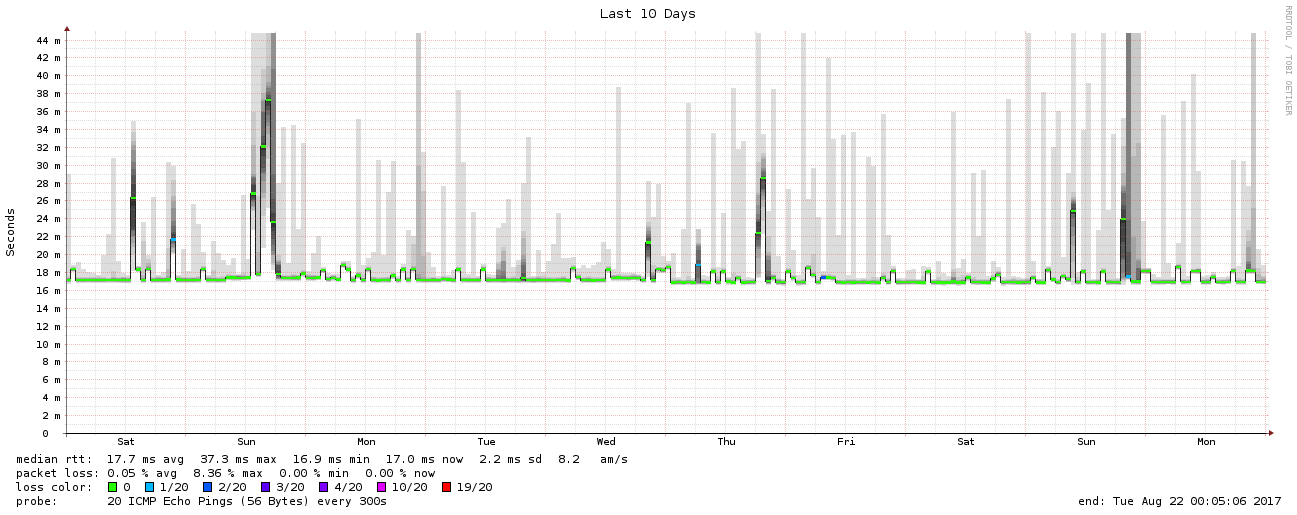 Last 10 Days
RRDTOOL / TOBI OETIKER
Seconds
44 m
42 m
40 m
38 m
36 m
34 m
32 m
30 m
28 m
26 m
24 m
22 m
20 m
18 m
16 m
14 m
12 m
10 m
8 m
6 m
4 m
2 m
0
Sat Sun Mon Tue Wed Thu Fri Sat Sun Mon
median rtt: 17.7 ms avg 37.3 ms max 16.9 ms min 17.0 ms now 2.2 ms sd 8.2 am/s
packet loss: 0.05 % avg 8.36 % max 0.00 % min 0.00 % now
loss color: 0 1/20 2/20 3/20 4/20 10/20 19/20
probe: 20 ICMP Echo Pings (56 Bytes) every 300s end: Tue Aug 22 00:05:06 2017